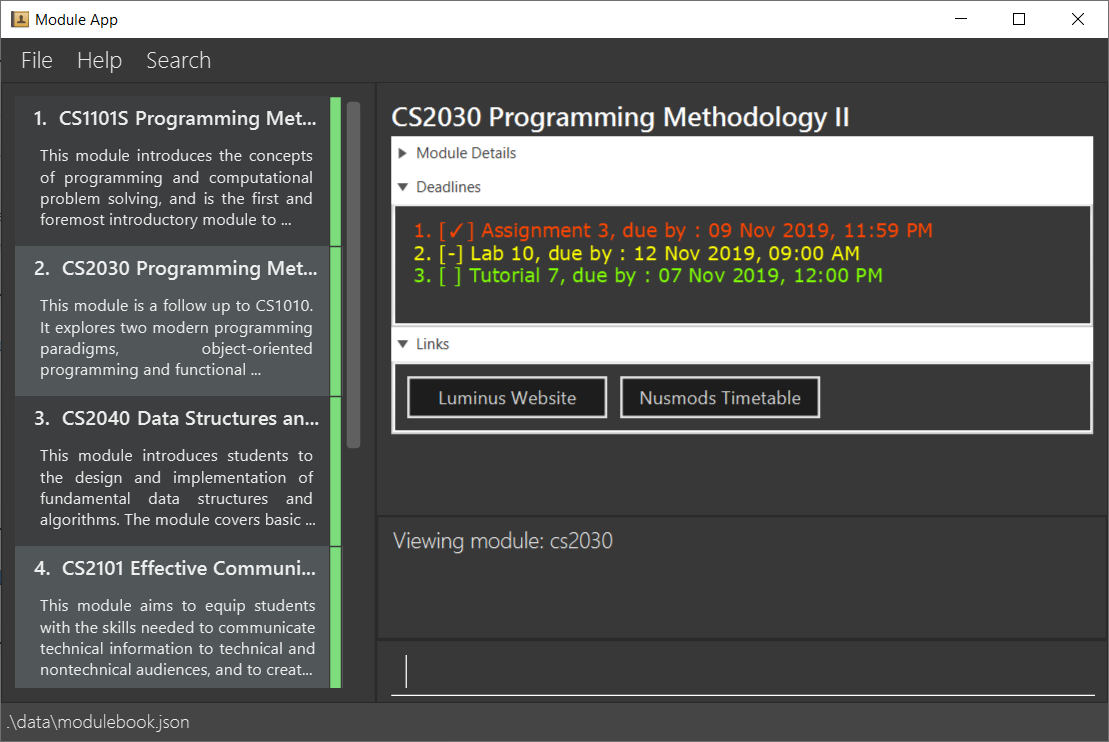 Module App
File Help Search
1. CS1101S Programming Met...
This module introduces the concepts
of programming and computational
problem solving, and is the first and
foremost introductory module to ...
2. CS2030 Programming Met...
This module is a follow up to CS1010.
It explores two modern programming
paradigms, object-oriented
programming and functional ...
3. CS2040 Data Structures an...
This module introduces students to
the design and implementation of
fundamental data structures and
algorithms. The module covers basic ...
4. CS2101 Effective Communi...
This module aims to equip students
with the skills needed to communicate
technical information to technical and
nontechnical audiences, and to creat...
CS2030 Programming Methodology II
Module Details
Deadlines
1. [✓] Assignment 3, due by : 09 Nov 2019, 11:59 PM
2. [-] Lab 10, due by : 12 Nov 2019, 09:00 AM
3. [ ] Tutorial 7, due by : 07 Nov 2019, 12:00 PM
Links
Luminus Website Nusmods Timetable
Viewing module: cs2030
.\data\modulebook.json